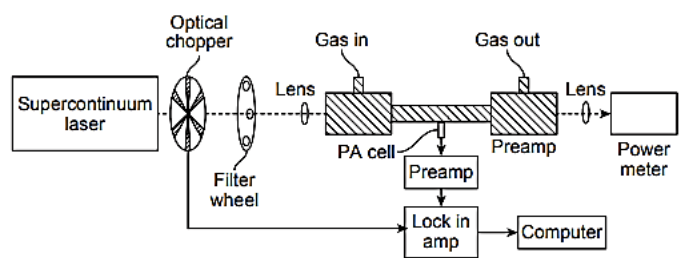 Optical
chopper
Gas in
Gas out
Supercontinuum
laser
Lens
Lens
Filter
wheel
PA cell
Preamp
Power
meter
Preamp
Lock in
amp
Computer